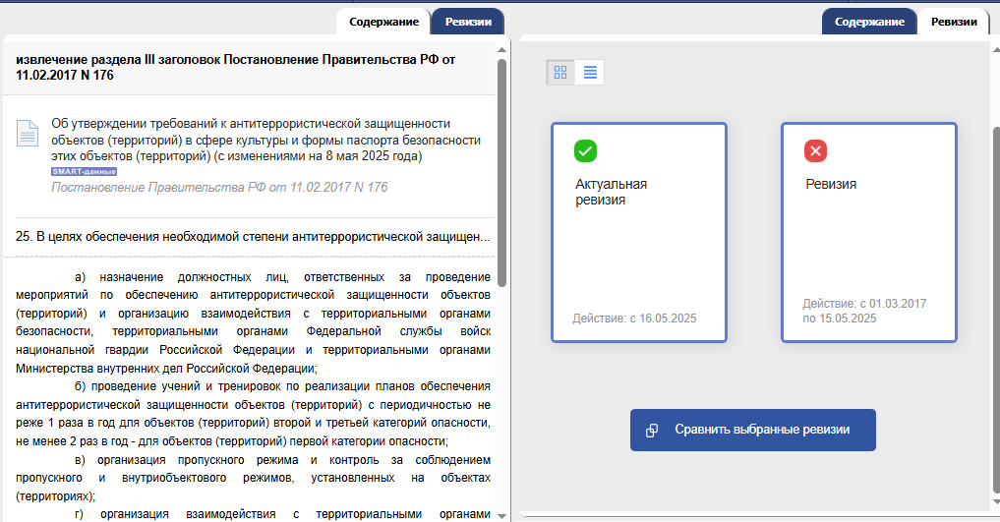 Содержание
Ревизии
извлечение раздела III заголовок Постановление Правительства РФ от
11.02.2017 N 176
Об утверждении требований к антитеррористической защищенности
объектов (территорий) в сфере культуры и формы паспорта безопасности
этих объектов (территорий) (с изменениями на 8 мая 2025 года)
SMART-данные
Постановление Правительства РФ от 11.02.2017 N 176
25. В целях обеспечения необходимой степени антитеррористической защищен...
а) назначение должностных лиц, ответственных за проведение
мероприятий по обеспечению антитеррористической защищенности объектов
(территорий) и организацию взаимодействия с территориальными органами
безопасности, территориальными органами Федеральной службы войск
национальной гвардии Российской Федерации и территориальными органами
Министерства внутренних дел Российской Федерации;
б) проведение учений и тренировок по реализации планов обеспечения
антитеррористической защищенности объектов (территорий) с периодичностью не
реже 1 раза в год для объектов (территорий) второй и третьей категорий опасности,
не менее 2 раз в год - для объектов (территорий) первой категории опасности;
в) организация пропускного режима и контроль за соблюдением
пропускного и внутриобъектового режимов, установленных на объектах
(территориях);
г) организация взаимодействия с территориальными органами
Содержание
Ревизии
Актуальная
ревизия
Действие: с 16.05.2025
Ревизия
Действие: с 01.03.2017
по 15.05.2025
Сравнить выбранные ревизии